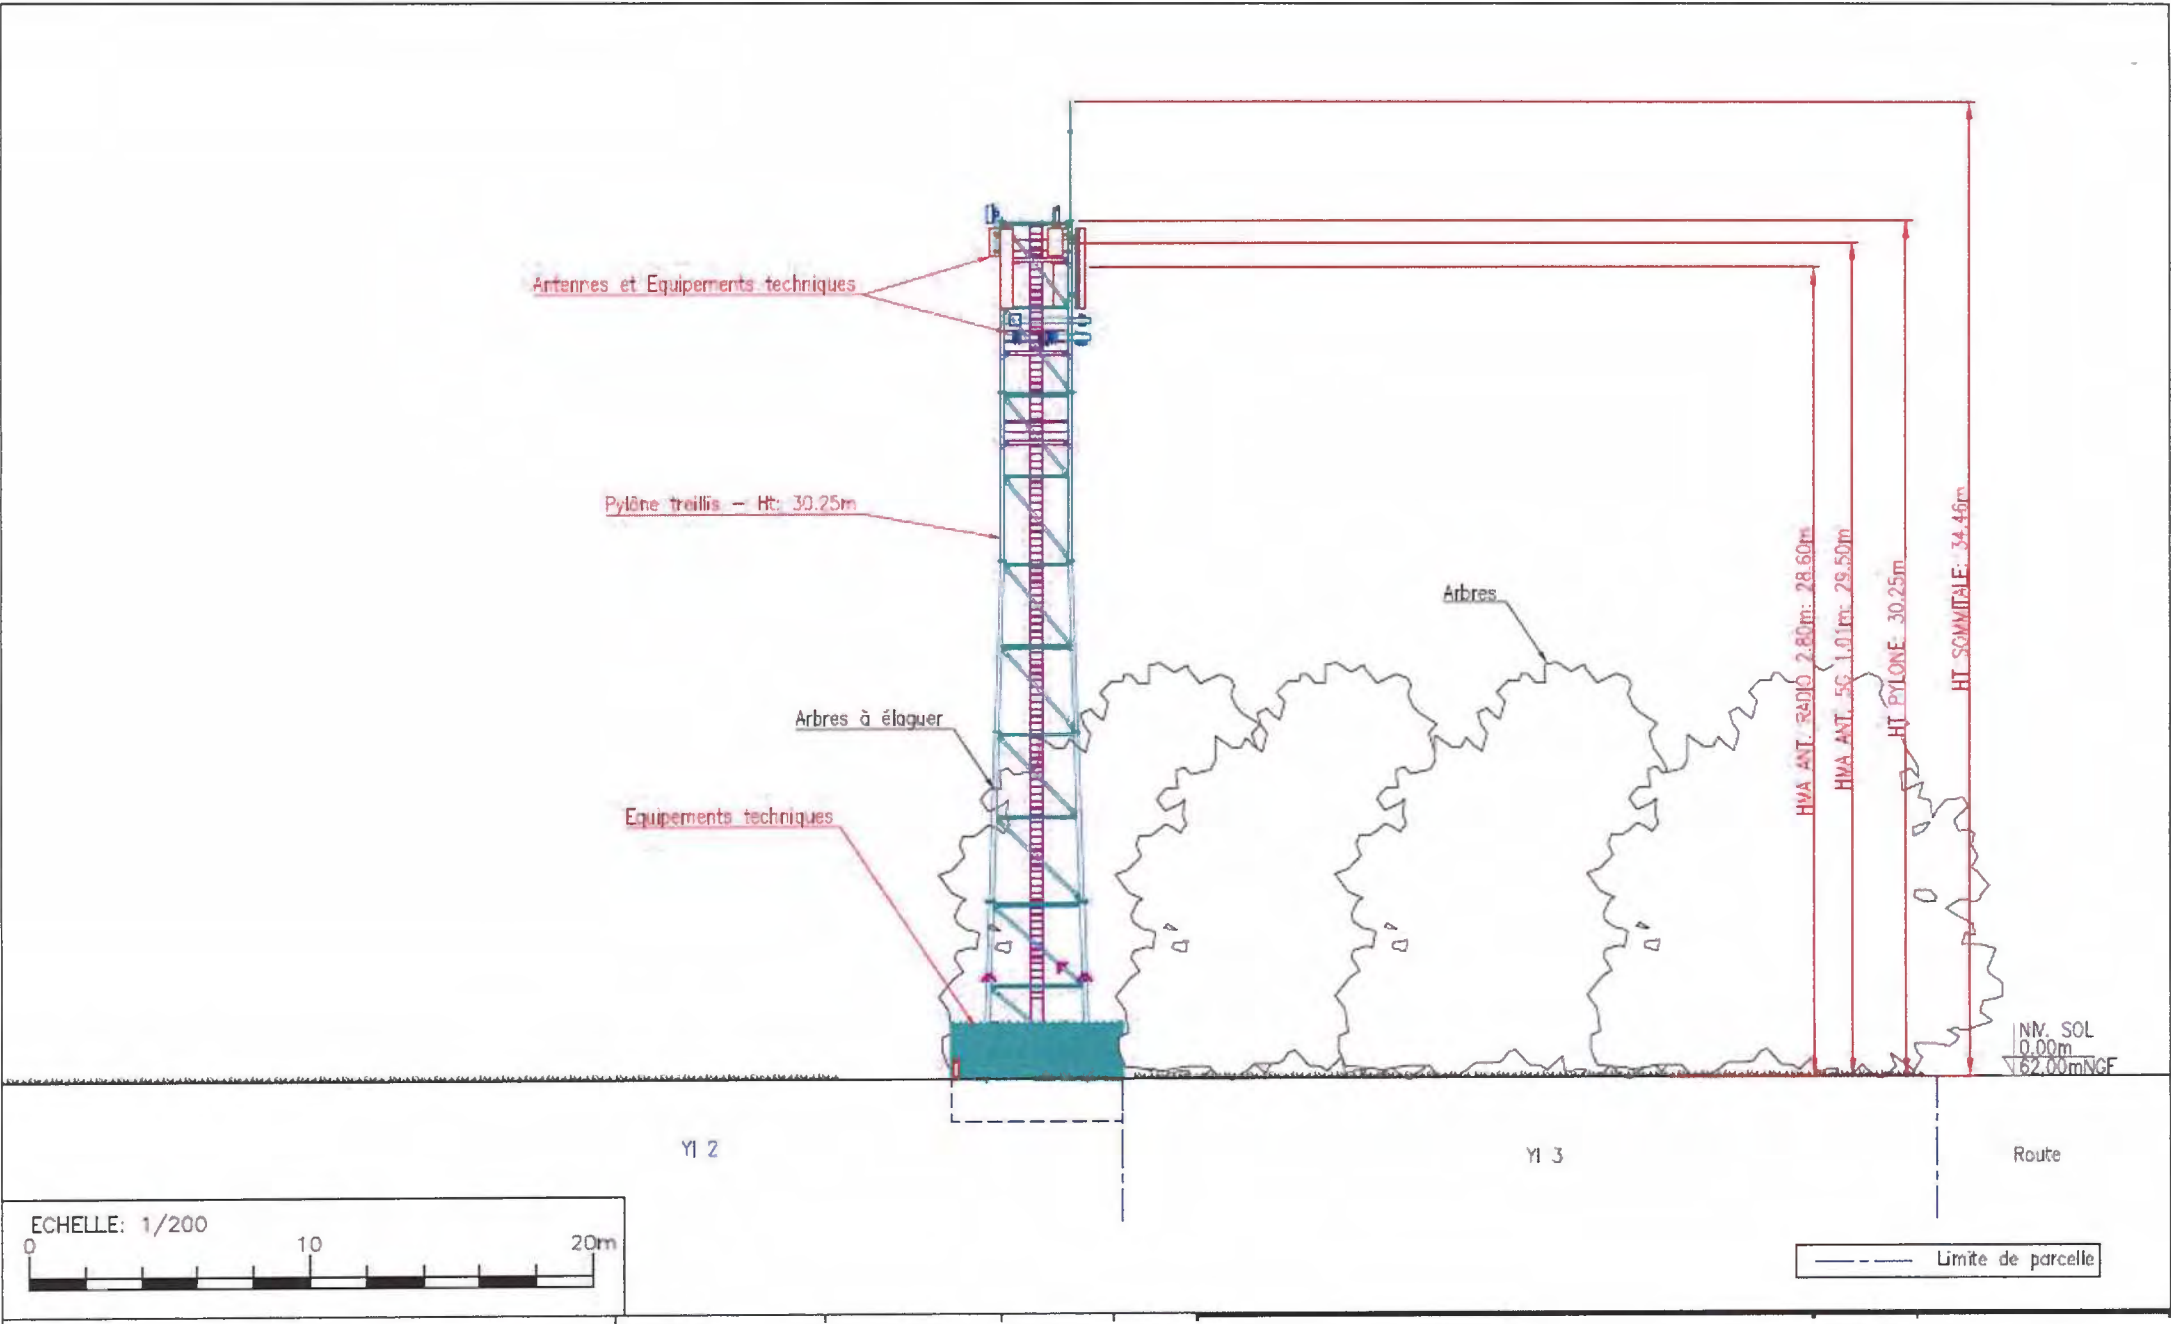 Antennes et Equipements techniques
Pylône treillis – Ht: 30.25m
Arbres
Arbres à élaguer
Equipements techniques
HMA ANT. RADIO 2.80m: 28.60m
HMA ANT. 5G 1.01m: 29.50m
HT PYLONE: 30.25m
HT SOMMITALE: 34.46m
NIV. SOL
0.00m
62.00mNGF
YI 2
YI 3
Route
ECHELLE: 1/200
0 10 20m
Limite de parcelle